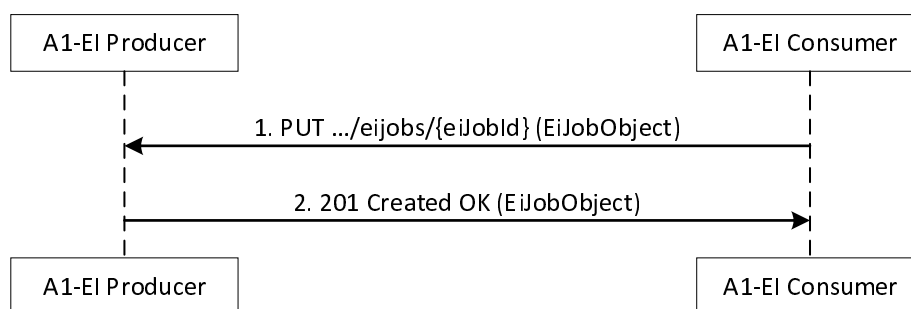 A1-EI Producer
A1-EI Consumer
1. PUT .../eijobs/{eiJobId} (EiJobObject)
2. 201 Created OK (EiJobObject)
A1-EI Producer
A1-EI Consumer